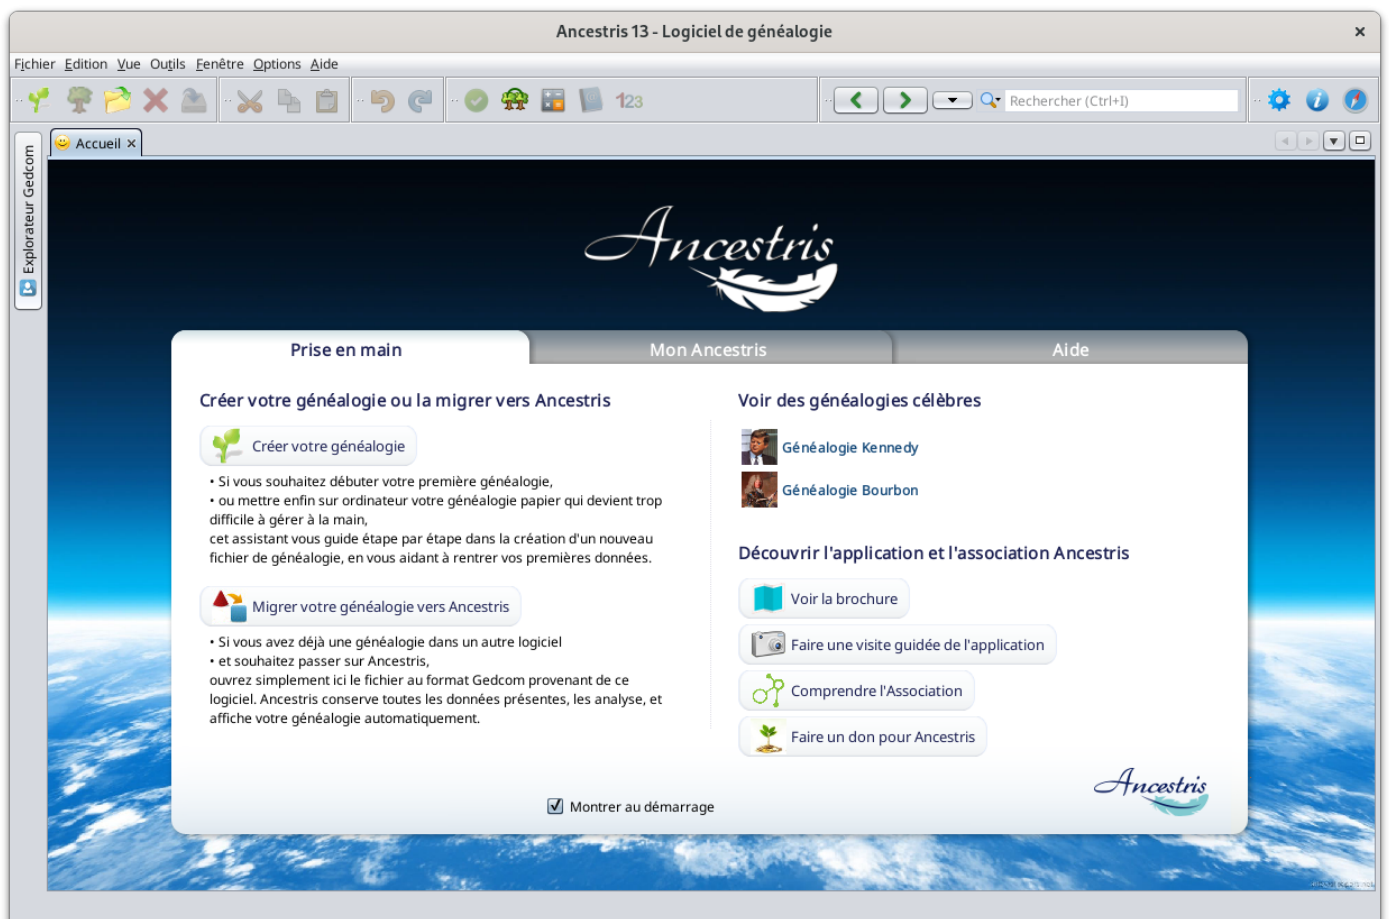 Ancestris 13 - Logiciel de généalogie
Fichier Edition Vue Outils Fenêtre Options Aide
123
Rechercher (Ctrl+I)
Accueil
Explorateur Gedcom
Ancestris
Prise en main
Mon Ancestris
Aide
Créer votre généalogie ou la migrer vers Ancestris
Créer votre généalogie
• Si vous souhaitez débuter votre première généalogie,
• ou mettre enfin sur ordinateur votre généalogie papier qui devient trop
difficile à gérer à la main,
cet assistant vous guide étape par étape dans la création d'un nouveau
fichier de généalogie, en vous aidant à rentrer vos premières données.
Migrer votre généalogie vers Ancestris
• Si vous avez déjà une généalogie dans un autre logiciel
• et souhaitez passer sur Ancestris,
ouvrez simplement ici le fichier au format Gedcom provenant de ce
logiciel. Ancestris conserve toutes les données présentes, les analyse, et
affiche votre généalogie automatiquement.
Voir des généalogies célèbres
Généalogie Kennedy
Généalogie Bourbon
Découvrir l'application et l'association Ancestris
Voir la brochure
Faire une visite guidée de l'application
Comprendre l'Association
Faire un don pour Ancestris
Montrer au démarrage
Ancestris